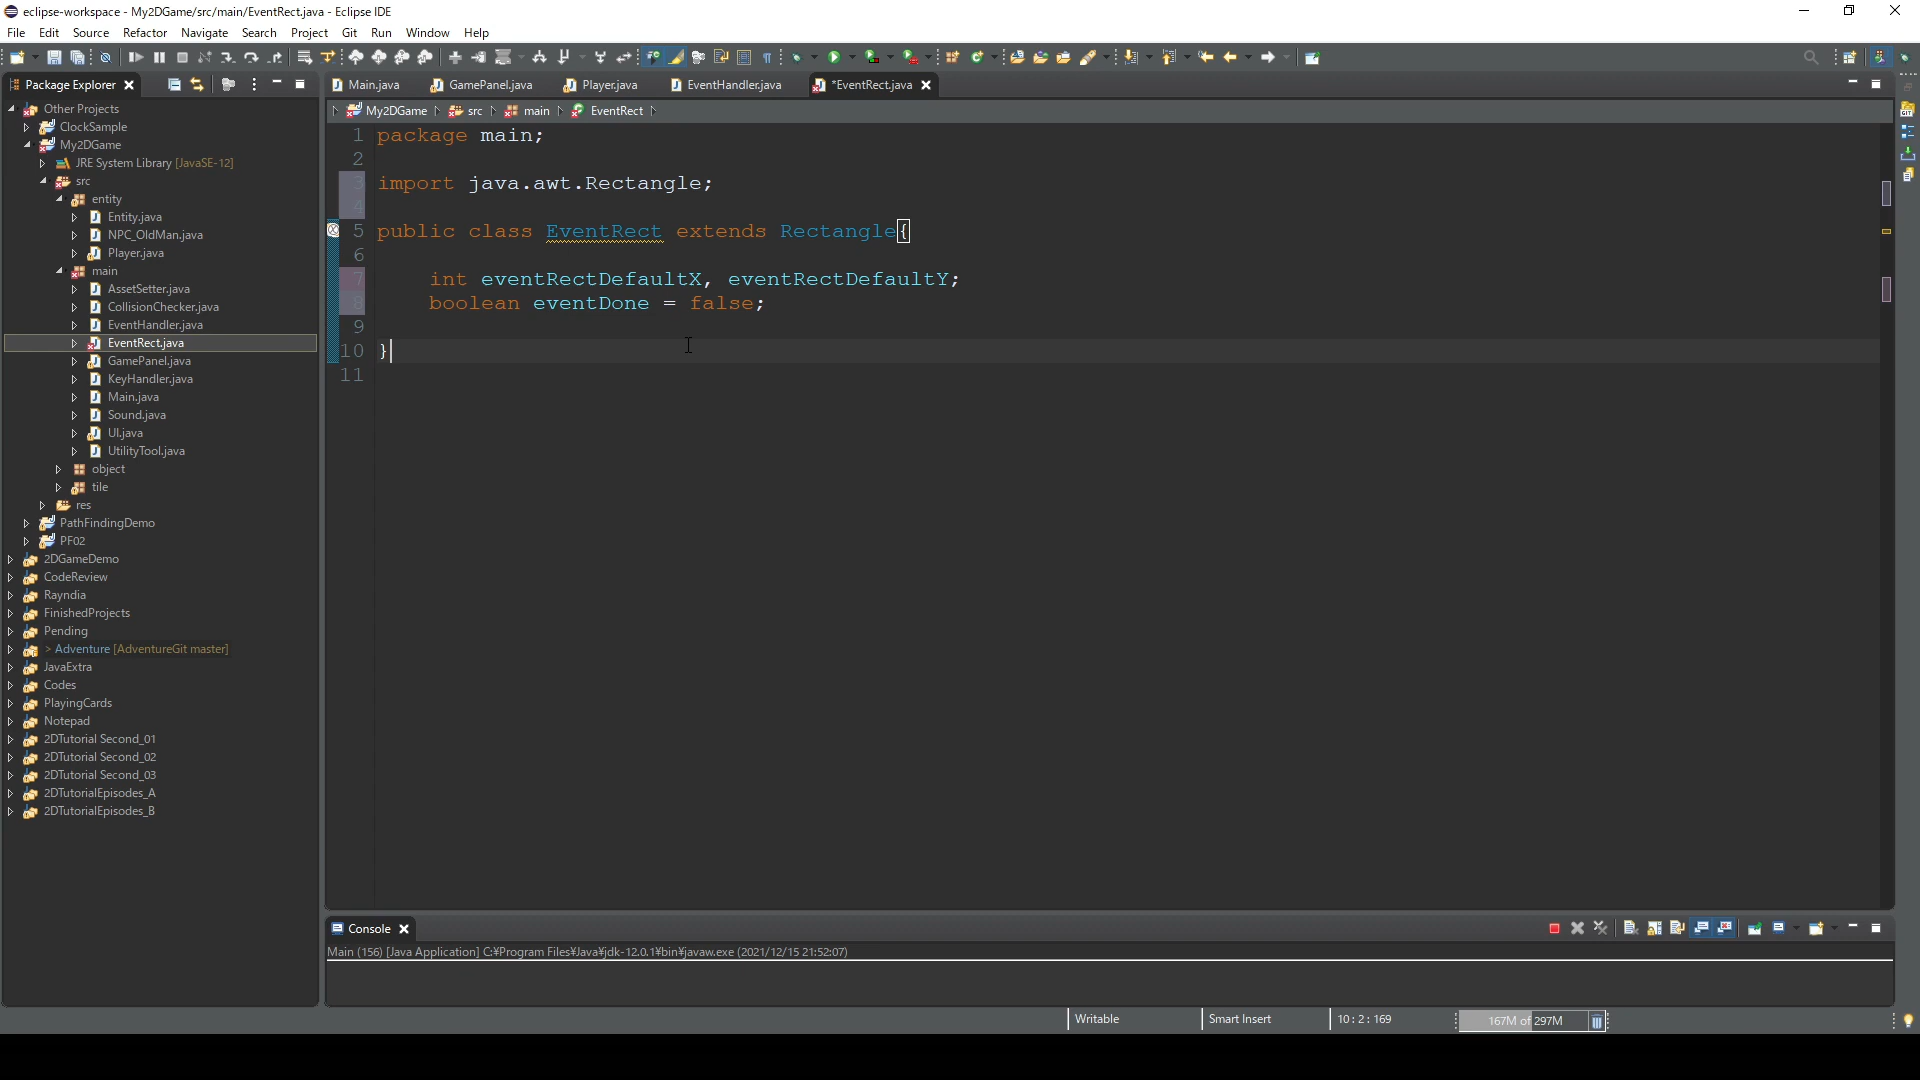 eclipse-workspace - My2DGame/src/main/EventRect.java - Eclipse IDE
File Edit Source Refactor Navigate Search Project Git Run Window Help
Package Explorer
Main.java GamePanel.java Player.java EventHandler.java *EventRect.java
My2DGame src main EventRect
Other Projects
ClockSample
My2DGame
JRE System Library [JavaSE-12]
src
entity
Entity.java
NPC_OldMan.java
Player.java
main
AssetSetter.java
CollisionChecker.java
EventHandler.java
EventRect.java
GamePanel.java
KeyHandler.java
Main.java
Sound.java
UI.java
UtilityTool.java
object
tile
res
PathFindingDemo
PF02
2DGameDemo
CodeReview
Rayndia
FinishedProjects
Pending
> Adventure [AdventureGit master]
JavaExtra
Codes
PlayingCards
Notepad
2DTutorial Second_01
2DTutorial Second_02
2DTutorial Second_03
2DTutorialEpisodes_A
2DTutorialEpisodes_B
1 package main;
2
3 import java.awt.Rectangle;
4
5 public class EventRect extends Rectangle{
6
7 int eventRectDefaultX, eventRectDefaultY;
8 boolean eventDone = false;
9
10 }
11
Console
Main (156) [Java Application] C:¥Program Files¥Java¥jdk-12.0.1¥bin¥javaw.exe (2021/12/15 21:52:07)
Writable Smart Insert 10 : 2 : 169 167M of 297M